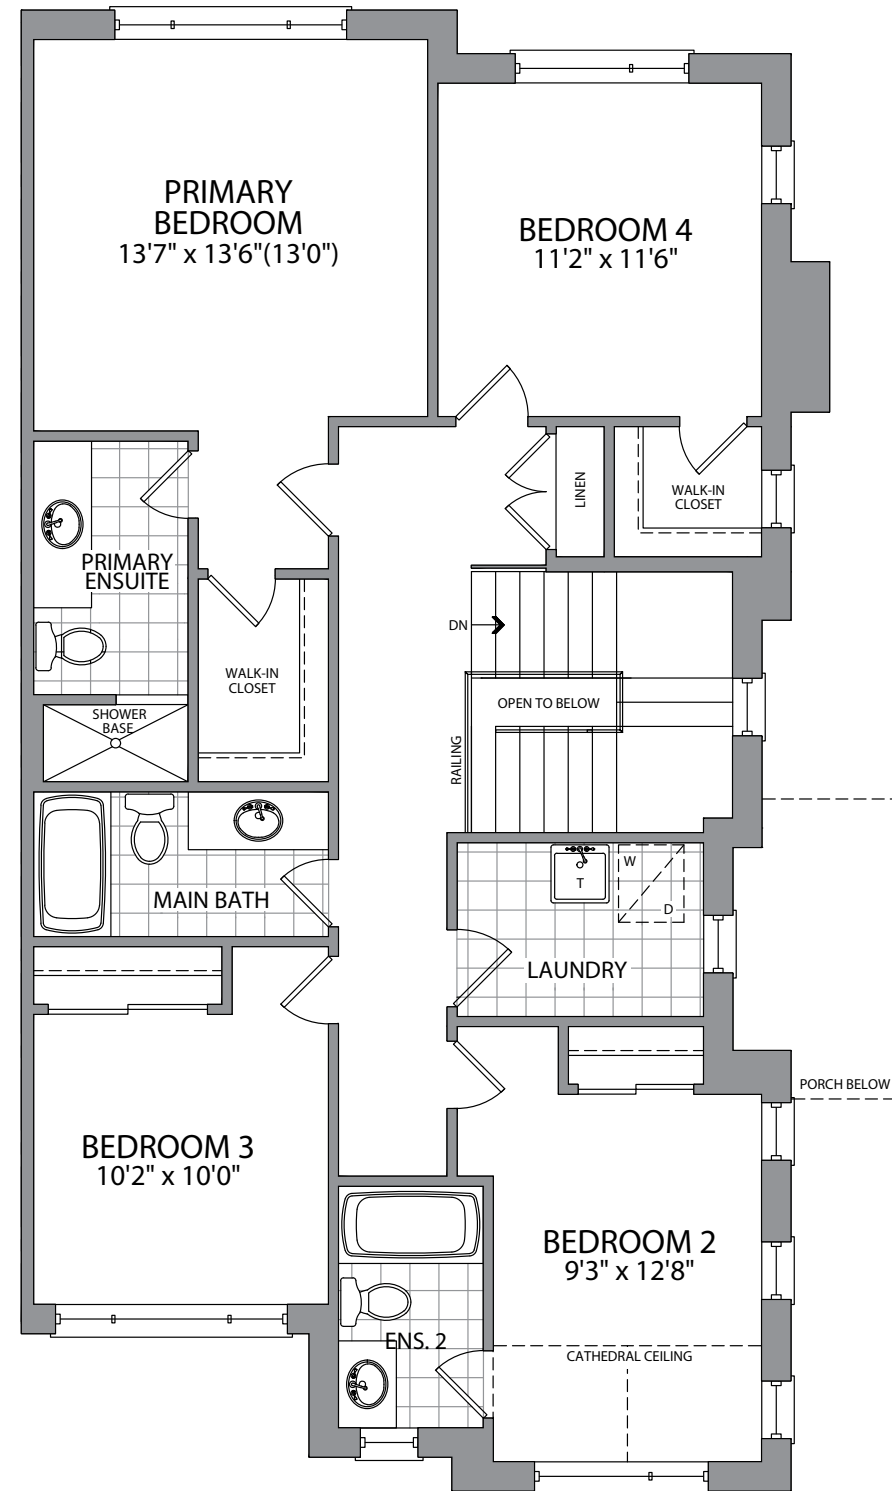 PRIMARY
BEDROOM
13'7" x 13'6"(13'0")
BEDROOM 4
11'2" x 11'6"
LINEN
WALK-IN
CLOSET
PRIMARY
ENSUITE
DN
WALK-IN
CLOSET
OPEN TO BELOW
SHOWER
BASE
RAILING
W
T
D
MAIN BATH
LAUNDRY
PORCH BELOW
BEDROOM 3
10'2" x 10'0"
BEDROOM 2
9'3" x 12'8"
ENS. 2
CATHEDRAL CEILING